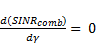 d(SINR_comb)/dγ = 0